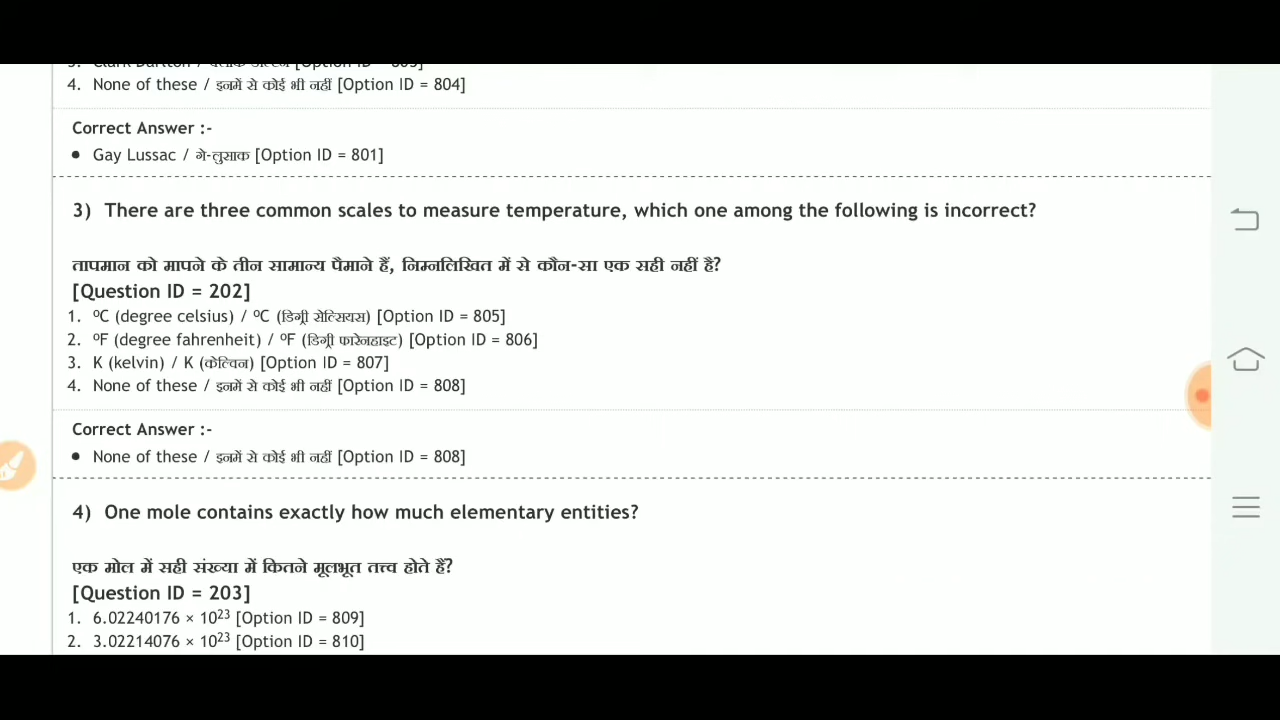 4. None of these / इनमें से कोई भी नहीं [Option ID = 804]
Correct Answer :-
• Gay Lussac / गे-लुसाक [Option ID = 801]
3) There are three common scales to measure temperature, which one among the following is incorrect?
तापमान को मापने के तीन सामान्य पैमाने हैं, निम्नलिखित में से कौन-सा एक सही नहीं है?
[Question ID = 202]
1. ºC (degree celsius) / ºC (डिग्री सेल्सियस) [Option ID = 805]
2. ºF (degree fahrenheit) / ºF (डिग्री फारेनहाइट) [Option ID = 806]
3. K (kelvin) / K (केल्विन) [Option ID = 807]
4. None of these / इनमें से कोई भी नहीं [Option ID = 808]
Correct Answer :-
• None of these / इनमें से कोई भी नहीं [Option ID = 808]
4) One mole contains exactly how much elementary entities?
एक मोल में सही संख्या में कितने मूलभूत तत्त्व होते हैं?
[Question ID = 203]
1. 6.02240176 × 10²³ [Option ID = 809]
2. 3.02214076 × 10²³ [Option ID = 810]